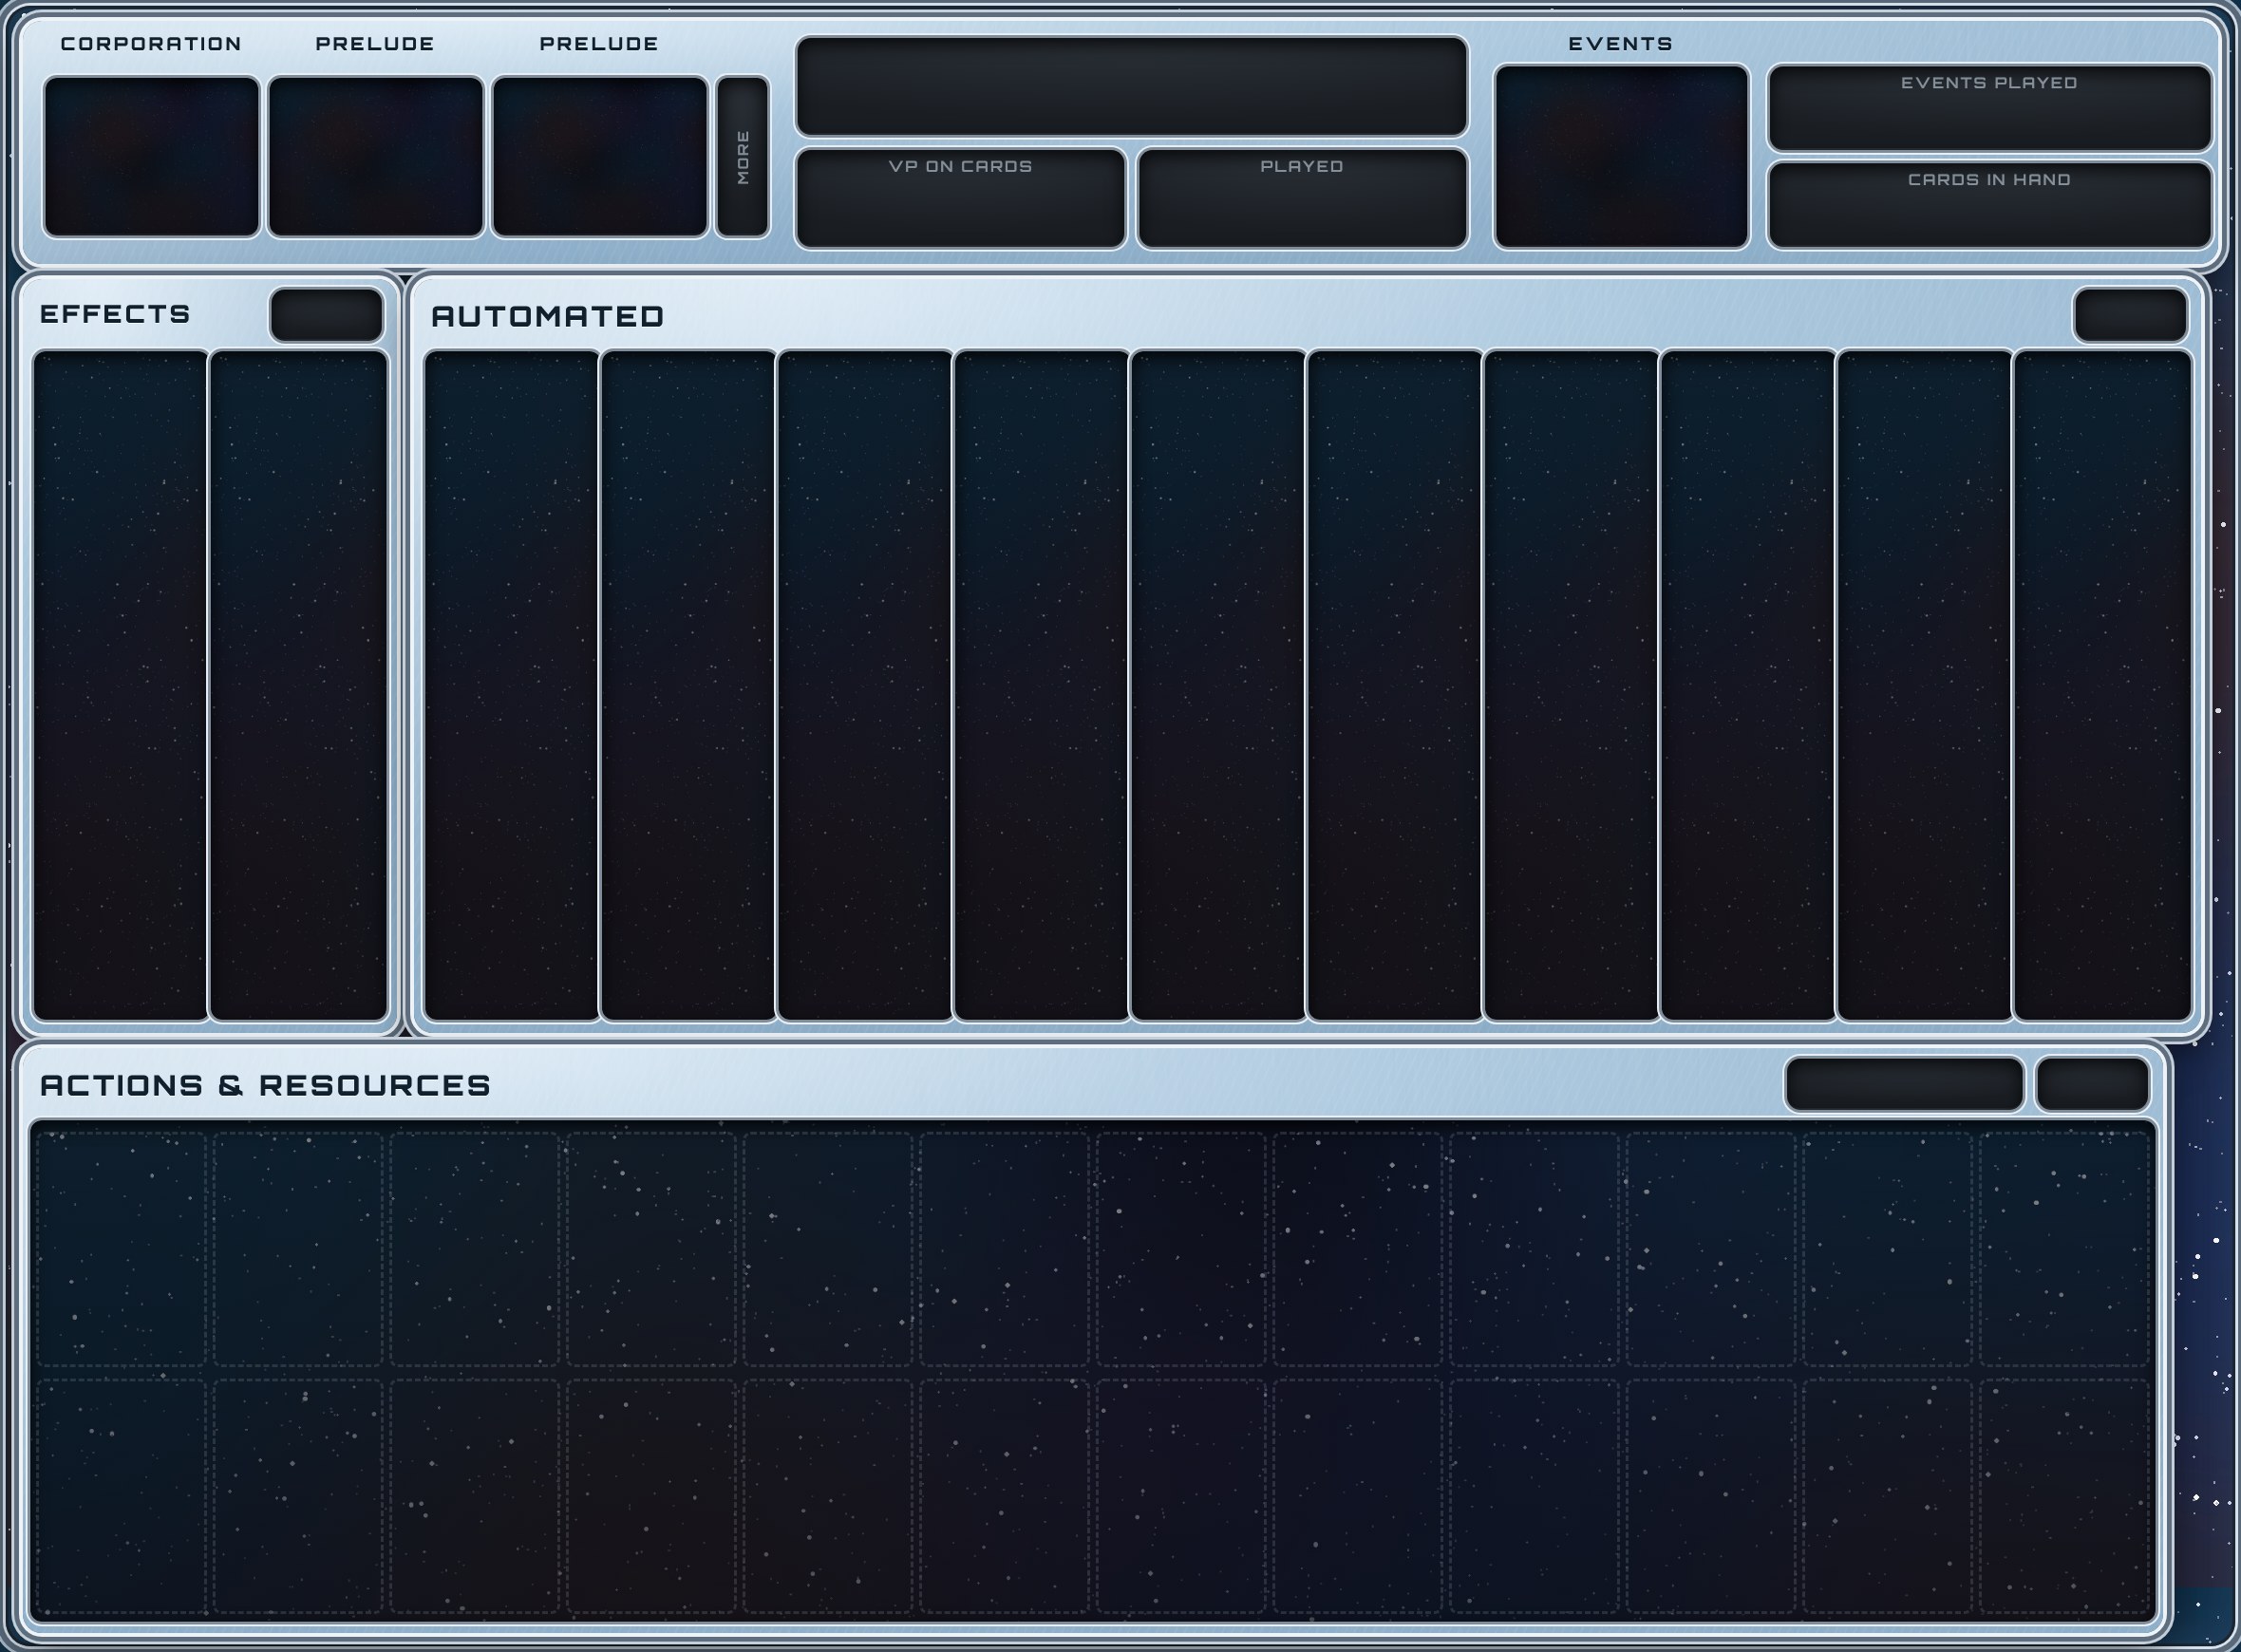 CORPORATION
PRELUDE
PRELUDE
EVENTS
MORE
VP ON CARDS
PLAYED
EVENTS PLAYED
CARDS IN HAND
EFFECTS
AUTOMATED
ACTIONS & RESOURCES